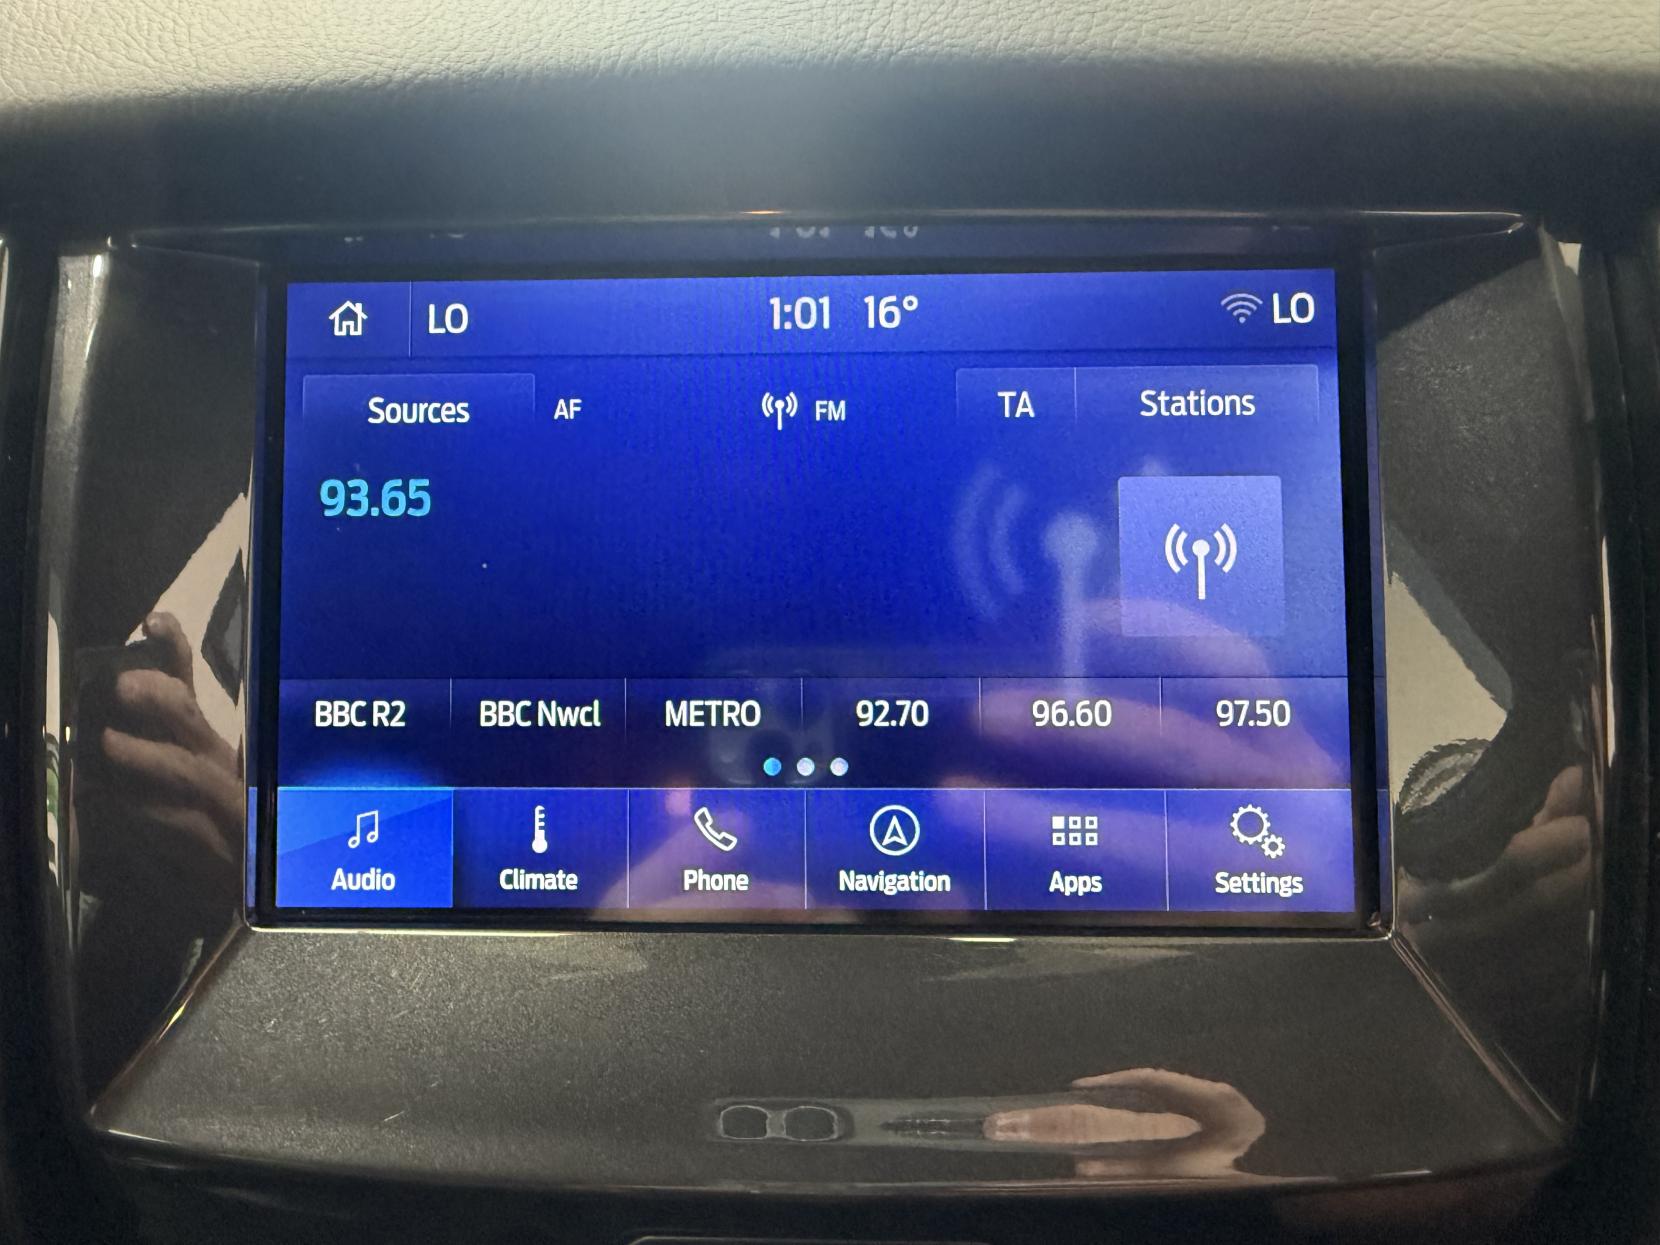 LO 1:01 16° LO
Sources AF FM TA Stations
93.65
BBC R2 BBC Nwcl METRO 92.70 96.60 97.50
Audio Climate Phone Navigation Apps Settings